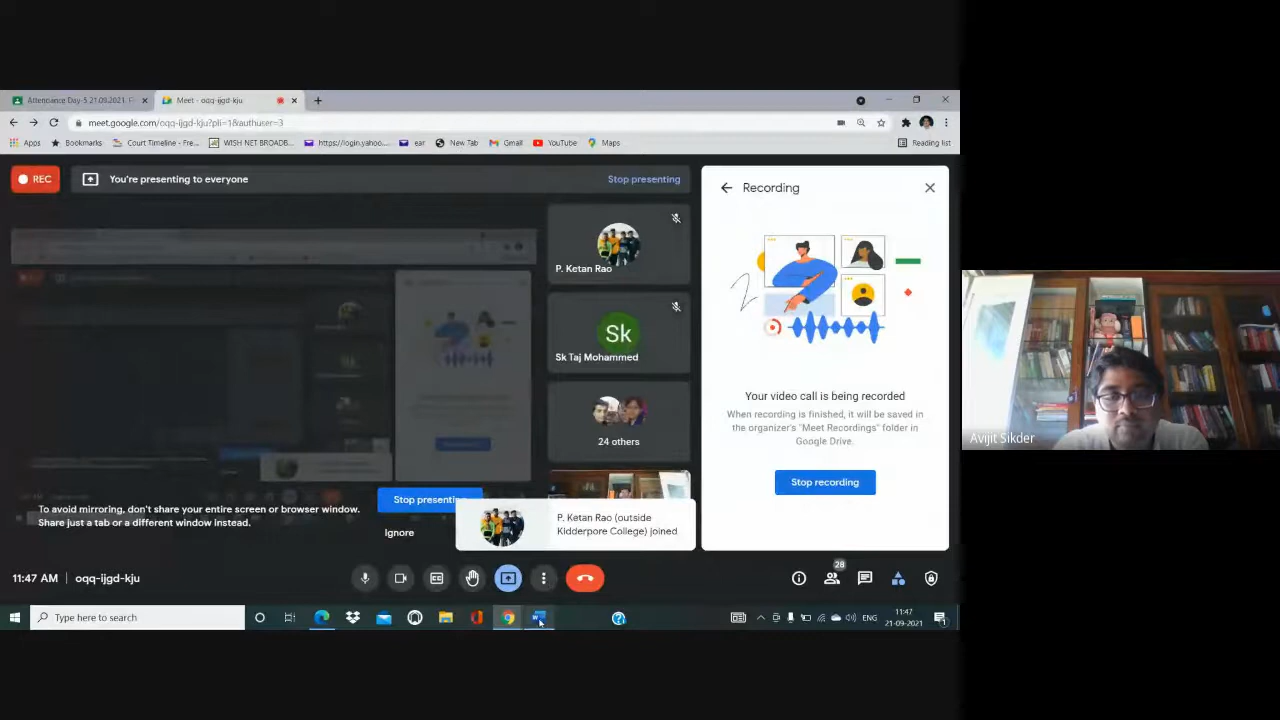 Attendance Day-5 21.09.2021.
Meet - oqq-ijgd-kju
meet.google.com/oqq-ijgd-kju?pli=1&authuser=3
Apps
Bookmarks
Court Timeline - Fre...
WISH NET BROADB...
https://login.yahoo...
ear
New Tab
Gmail
YouTube
Maps
Reading list
REC
You're presenting to everyone
Stop presenting
P. Ketan Rao
Sk
Sk Taj Mohammed
24 others
Recording
Your video call is being recorded
When recording is finished, it will be saved
in the organizer's "Meet Recordings" folder in
Google Drive.
Stop recording
To avoid mirroring, don't share your entire screen or browser window.
Share just a tab or a different window instead.
Stop presenting
Ignore
P. Ketan Rao (outside
Kidderpore College) joined
11:47 AM | oqq-ijgd-kju
28
Type here to search
ENG
11:47
21-09-2021
Avijit Sikder